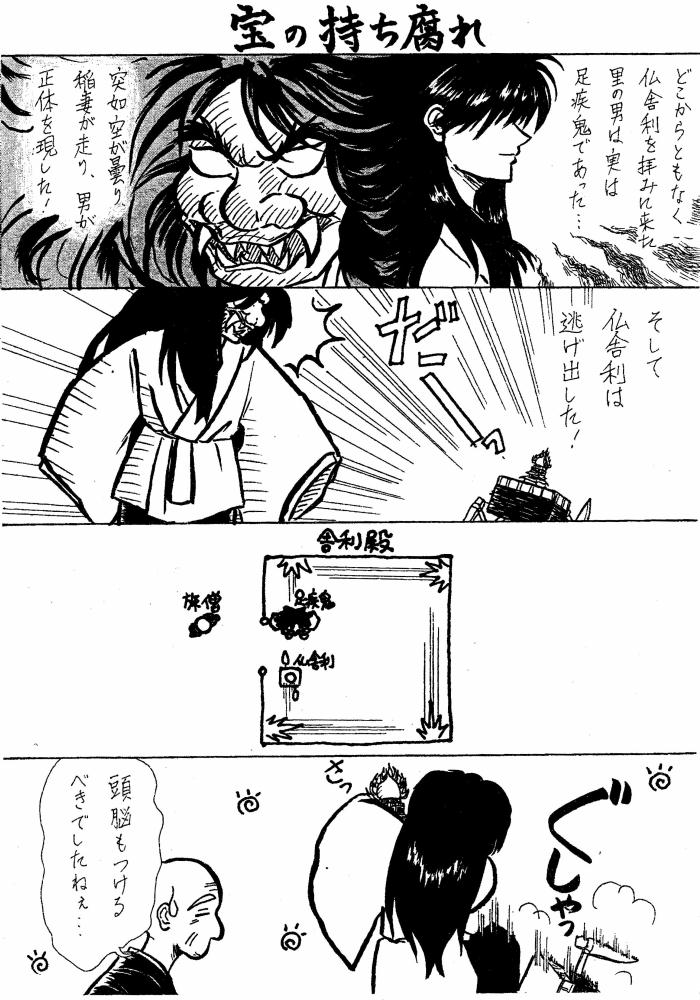 宝の持ち腐れ
どこからともなく
仏舎利を拝みに来た
里の男は実は
足疾鬼であった…
突如空が曇り
稲妻が走り、男が
正体を現した!
そして
仏舎利は
逃げ出した!
ダッ
舎利殿
旅僧
足疾鬼
仏舎利
ぐしゃっ
さっ
頭脳もつける
べきでしたねぇ…